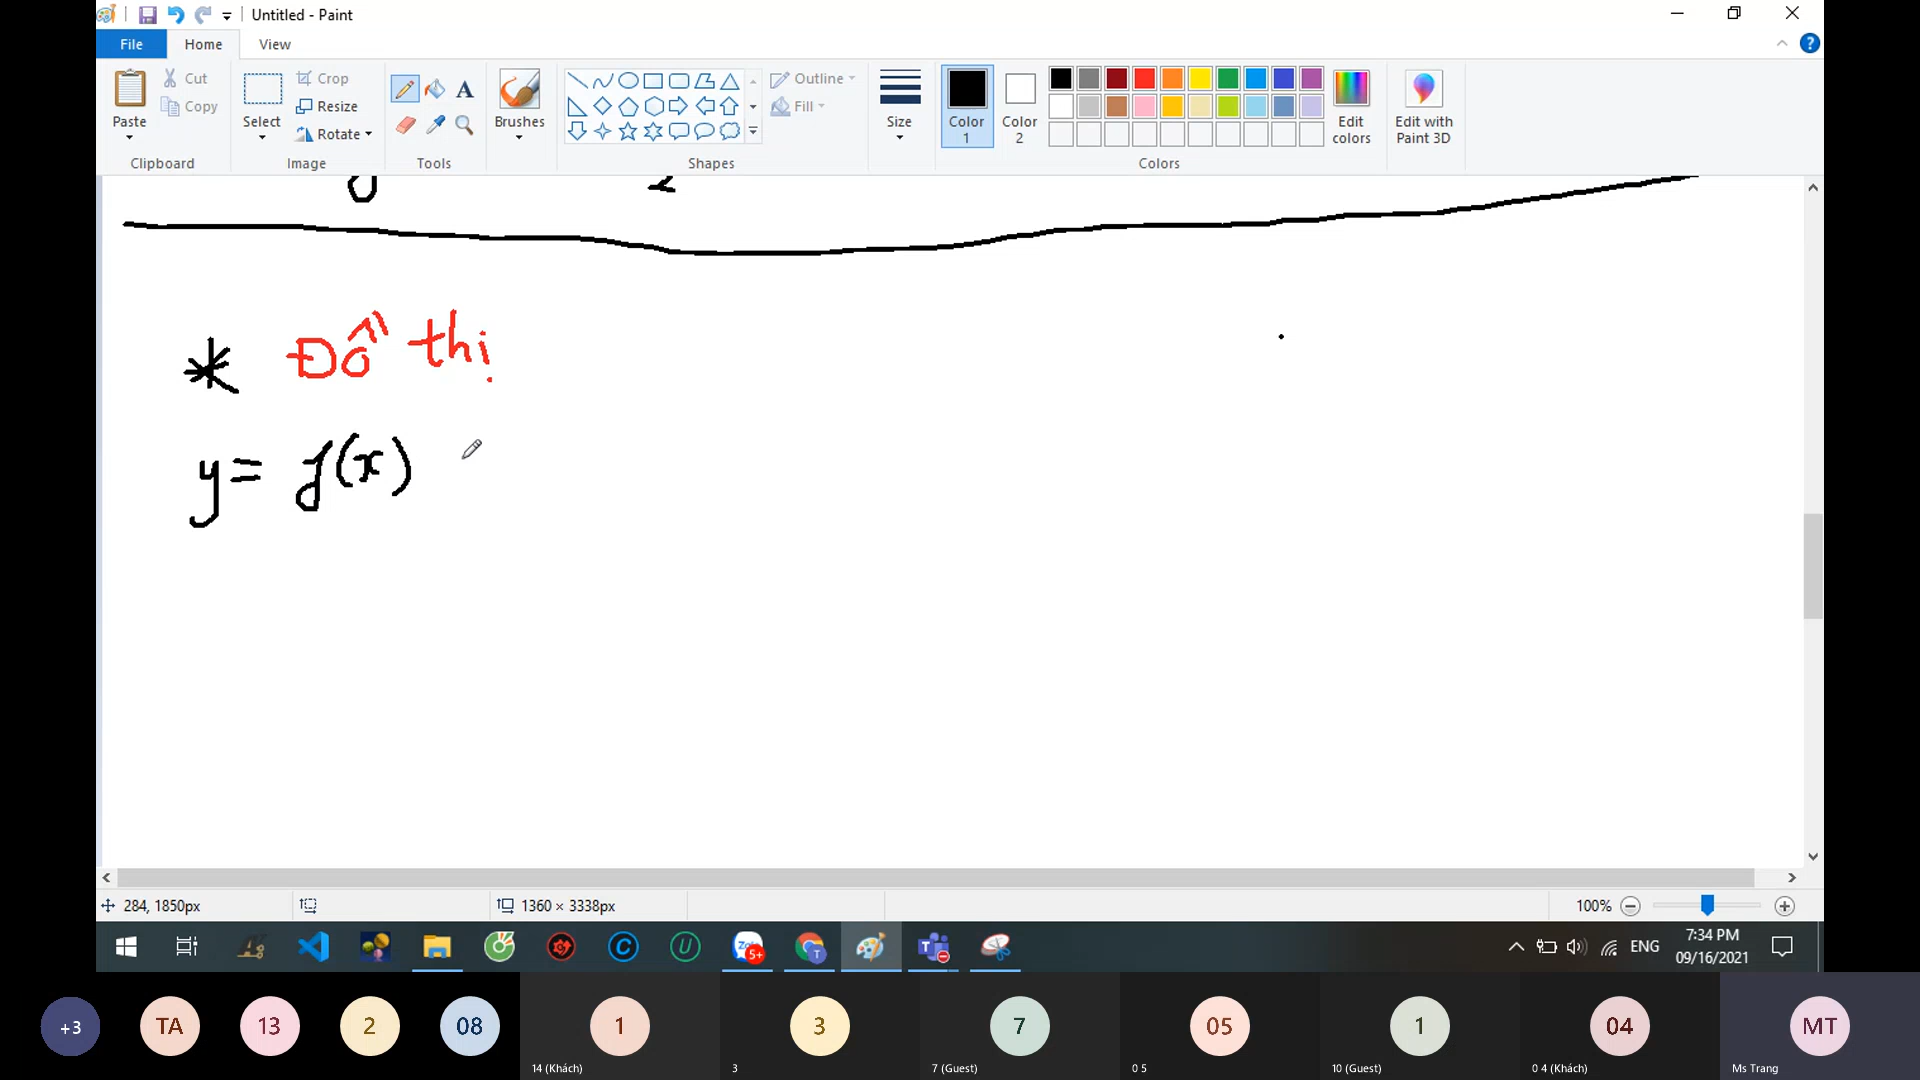 Untitled - Paint
File Home View
Paste Cut Copy Clipboard
Select Crop Resize Rotate Image
A Tools
Brushes
Shapes
Outline Fill
Size
Color 1 Color 2 Edit colors Edit with Paint 3D
Colors
* Đồ thị
y = f(x)
284, 1850px 1360 × 3338px 100%
Zalo 5+ T ENG 7:34 PM
09/16/2021
+3 TA 13 2 08 1 3 7 05 1 04 MT
14 (Khách) 3 7 (Guest) 0 5 10 (Guest) 0 4 (Khách) Ms Trang